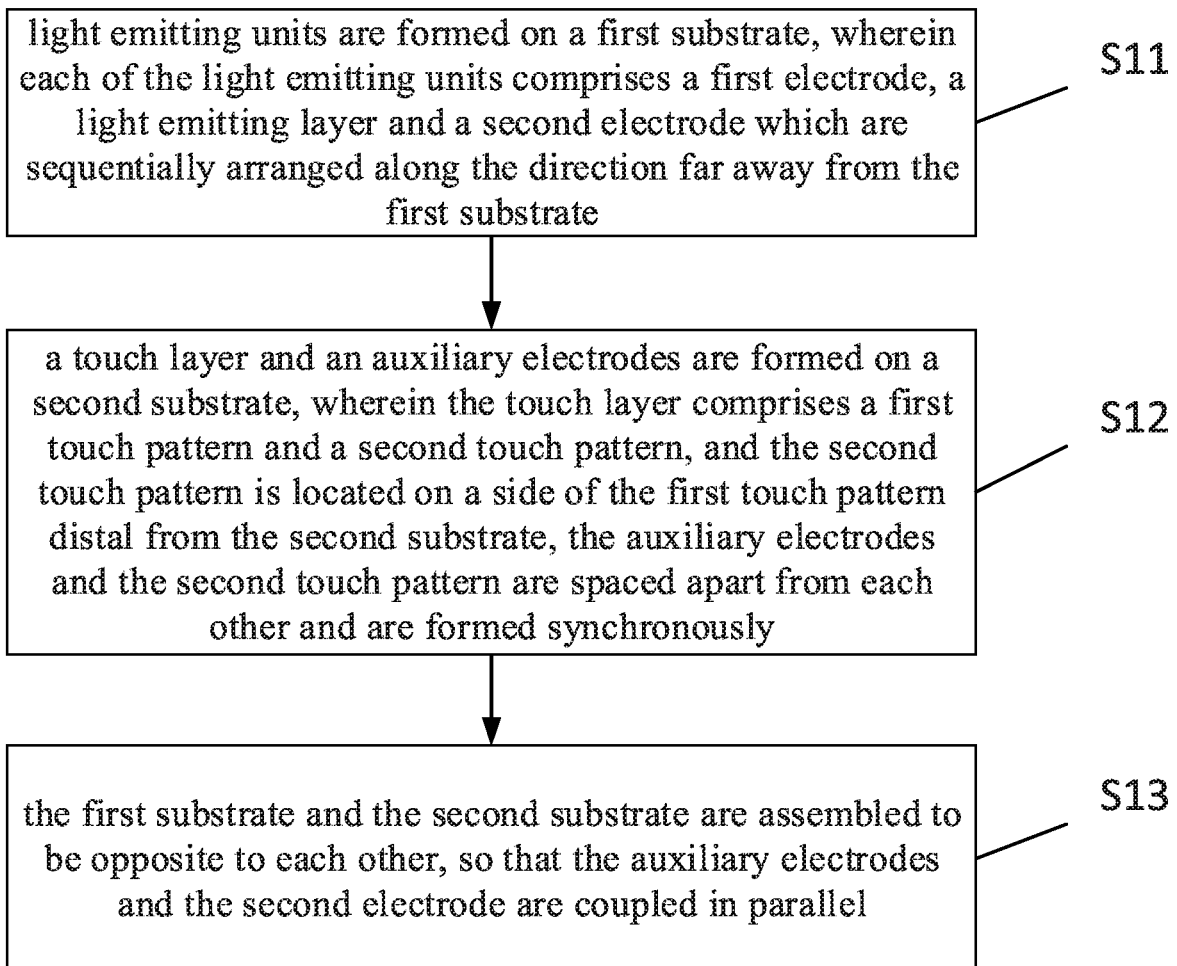 light emitting units are formed on a first substrate, wherein
each of the light emitting units comprises a first electrode, a
light emitting layer and a second electrode which are
sequentially arranged along the direction far away from the
first substrate
S11
a touch layer and an auxiliary electrodes are formed on a
second substrate, wherein the touch layer comprises a first
touch pattern and a second touch pattern, and the second
touch pattern is located on a side of the first touch pattern
distal from the second substrate, the auxiliary electrodes
and the second touch pattern are spaced apart from each
other and are formed synchronously
S12
the first substrate and the second substrate are assembled to
be opposite to each other, so that the auxiliary electrodes
and the second electrode are coupled in parallel
S13